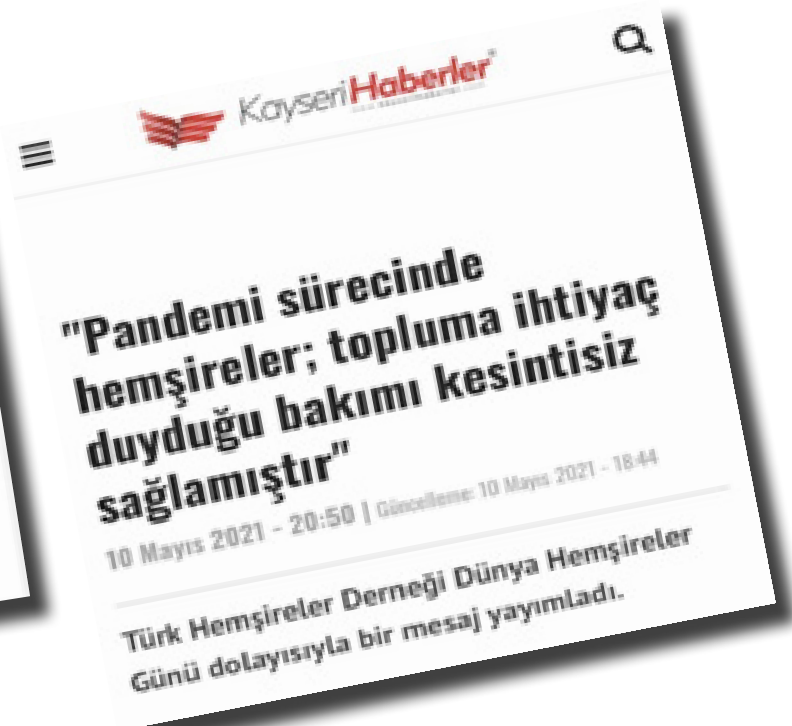 KayseriHaberler
"Pandemi sürecinde
hemşireler; topluma ihtiyaç
duyduğu bakımı kesintisiz
sağlamıştır"
10 Mayıs 2021 - 20:50 | Güncelleme: 10 Mayıs 2021 - 18:44
Türk Hemşireler Derneği Dünya Hemşireler
Günü dolayısıyla bir mesaj yayımladı.